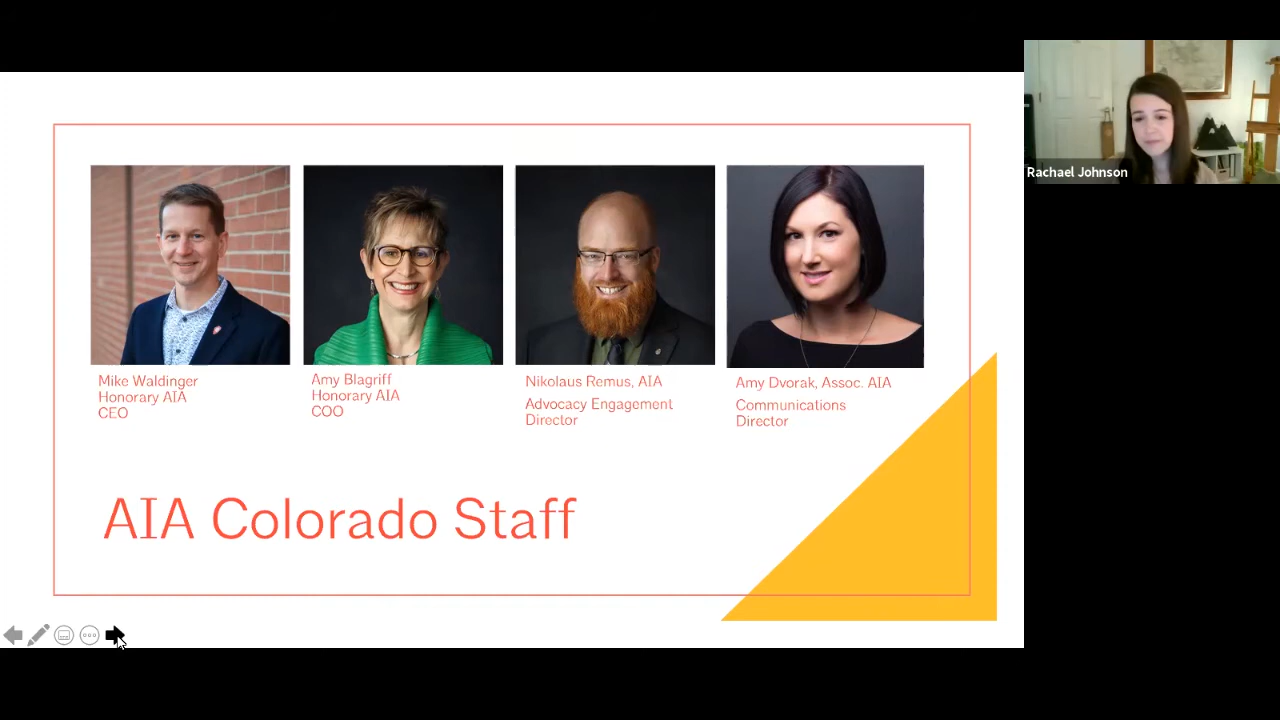 Rachael Johnson
Mike Waldinger
Honorary AIA
CEO
Amy Blagriff
Honorary AIA
COO
Nikolaus Remus, AIA
Advocacy Engagement
Director
Amy Dvorak, Assoc. AIA
Communications
Director
AIA Colorado Staff